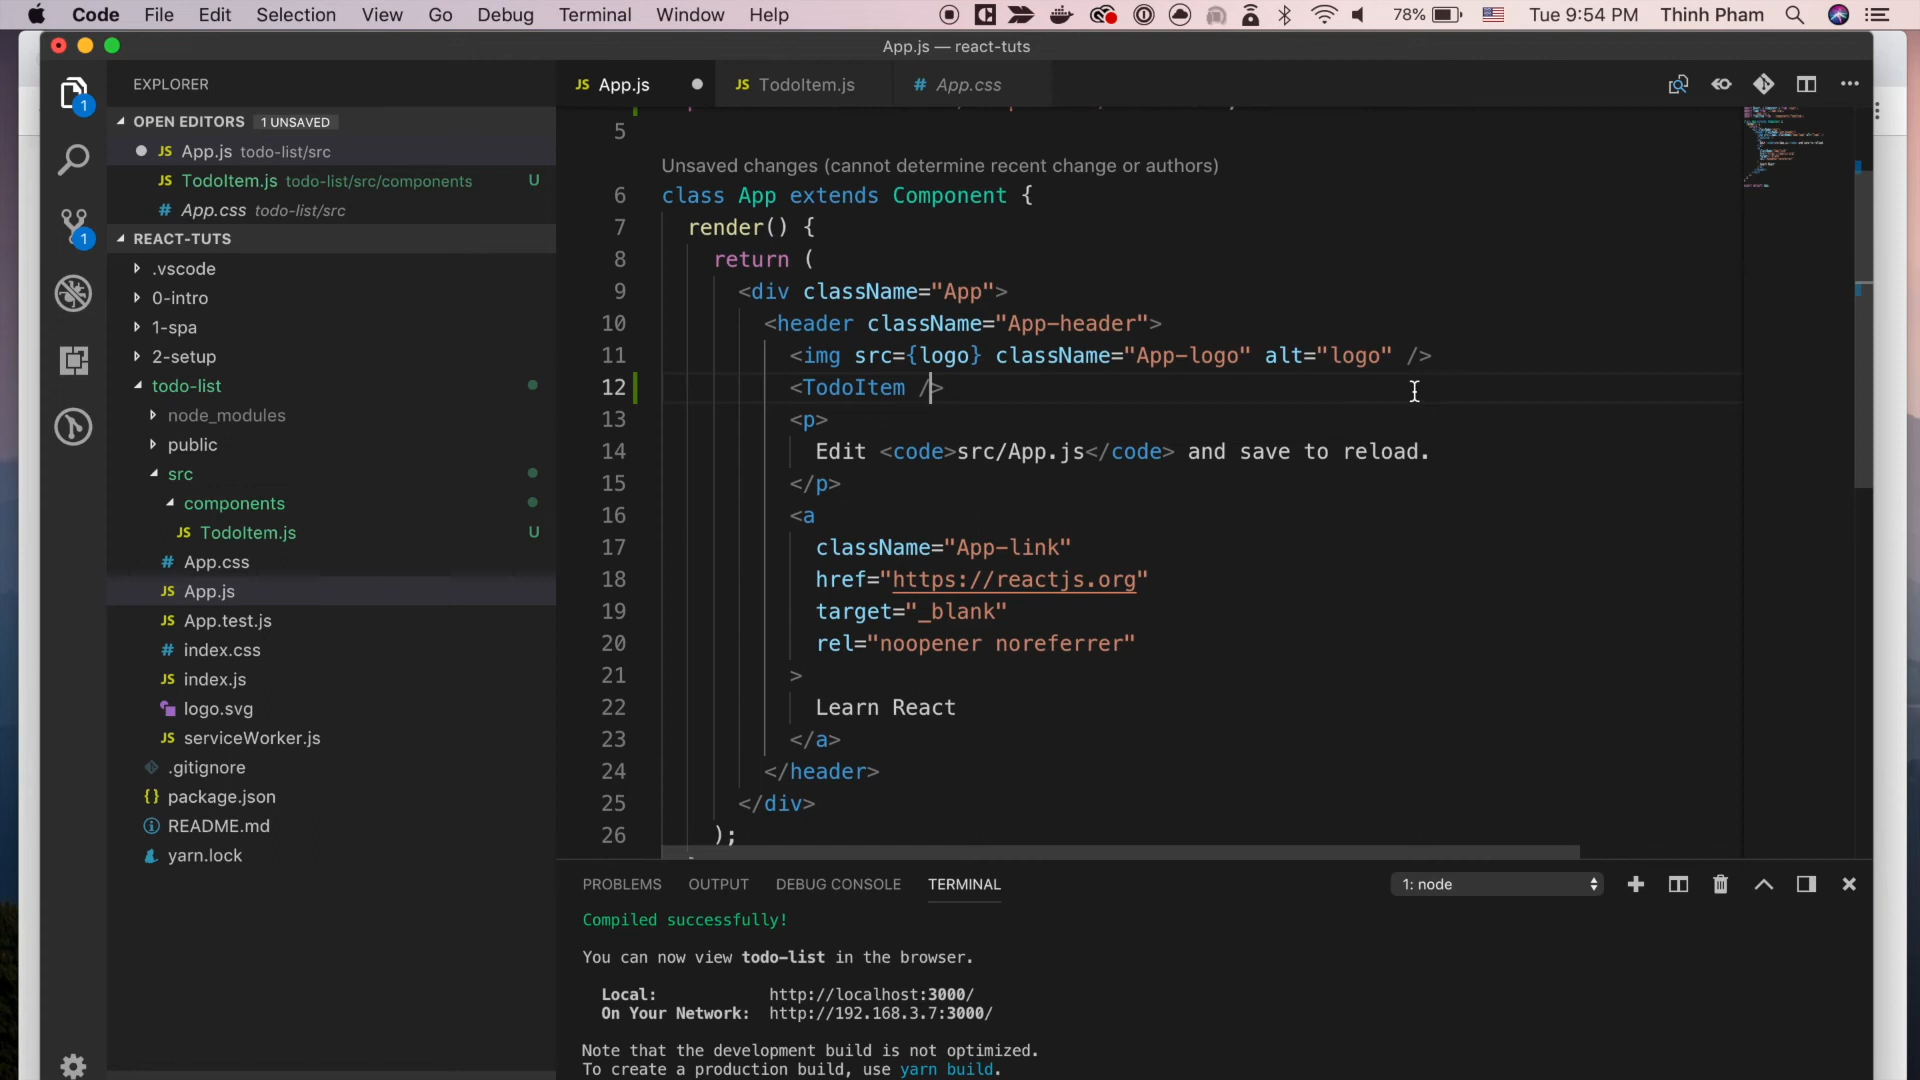 Code File Edit Selection View Go Debug Terminal Window Help 78% Tue 9:54 PM Thinh Pham
App.js — react-tuts
EXPLORER
OPEN EDITORS 1 UNSAVED
JS App.js todo-list/src
JS TodoItem.js todo-list/src/components U
# App.css todo-list/src
REACT-TUTS
.vscode
0-intro
1-spa
2-setup
todo-list
node_modules
public
src
components
JS TodoItem.js U
# App.css
JS App.js
JS App.test.js
# index.css
JS index.js
logo.svg
JS serviceWorker.js
.gitignore
{} package.json
README.md
yarn.lock
1
1
JS App.js JS TodoItem.js # App.css
5
Unsaved changes (cannot determine recent change or authors)
6 class App extends Component {
7 render() {
8 return (
9 <div className="App">
10 <header className="App-header">
11 <img src={logo} className="App-logo" alt="logo" />
12 <TodoItem />
13 <p>
14 Edit <code>src/App.js</code> and save to reload.
15 </p>
16 <a
17 className="App-link"
18 href="https://reactjs.org"
19 target="_blank"
20 rel="noopener noreferrer"
21 >
22 Learn React
23 </a>
24 </header>
25 </div>
26 );
PROBLEMS OUTPUT DEBUG CONSOLE TERMINAL 1: node
Compiled successfully!
You can now view todo-list in the browser.
Local: http://localhost:3000/
On Your Network: http://192.168.3.7:3000/
Note that the development build is not optimized.
To create a production build, use yarn build.